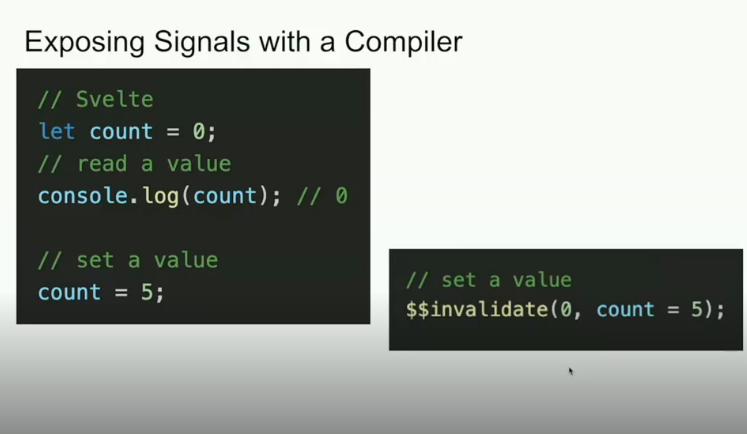 Exposing Signals with a Compiler
// Svelte
let count = 0;
// read a value
console.log(count); // 0
// set a value
count = 5;
// set a value
$$invalidate(0, count = 5);